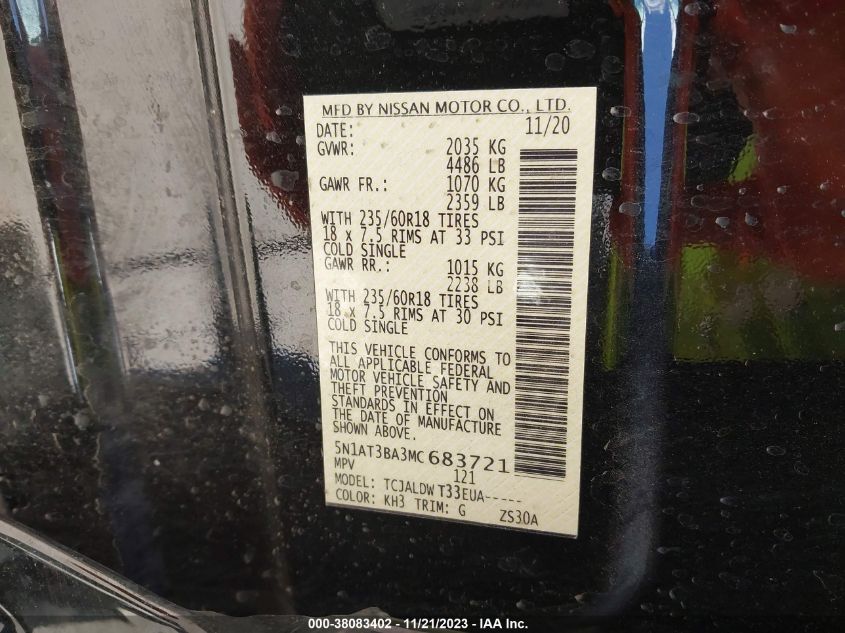 MFD BY NISSAN MOTOR CO., LTD.
DATE: 11/20
GVWR: 2035 KG
4486 LB
GAWR FR.: 1070 KG
2359 LB
WITH 235/60R18 TIRES
18 X 7.5 RIMS AT 33 PSI
COLD SINGLE
GAWR RR.: 1015 KG
2238 LB
WITH 235/60R18 TIRES
18 X 7.5 RIMS AT 30 PSI
COLD SINGLE
THIS VEHICLE CONFORMS TO
ALL APPLICABLE FEDERAL
MOTOR VEHICLE SAFETY AND
THEFT PREVENTION
STANDARDS IN EFFECT ON
THE DATE OF MANUFACTURE
SHOWN ABOVE.
5N1AT3BA3MC683721
MPV 121
MODEL: TCJALDW T33EUA-----
COLOR: KH3 TRIM: G ZS30A
000-38083402 - 11/21/2023 - IAA Inc.